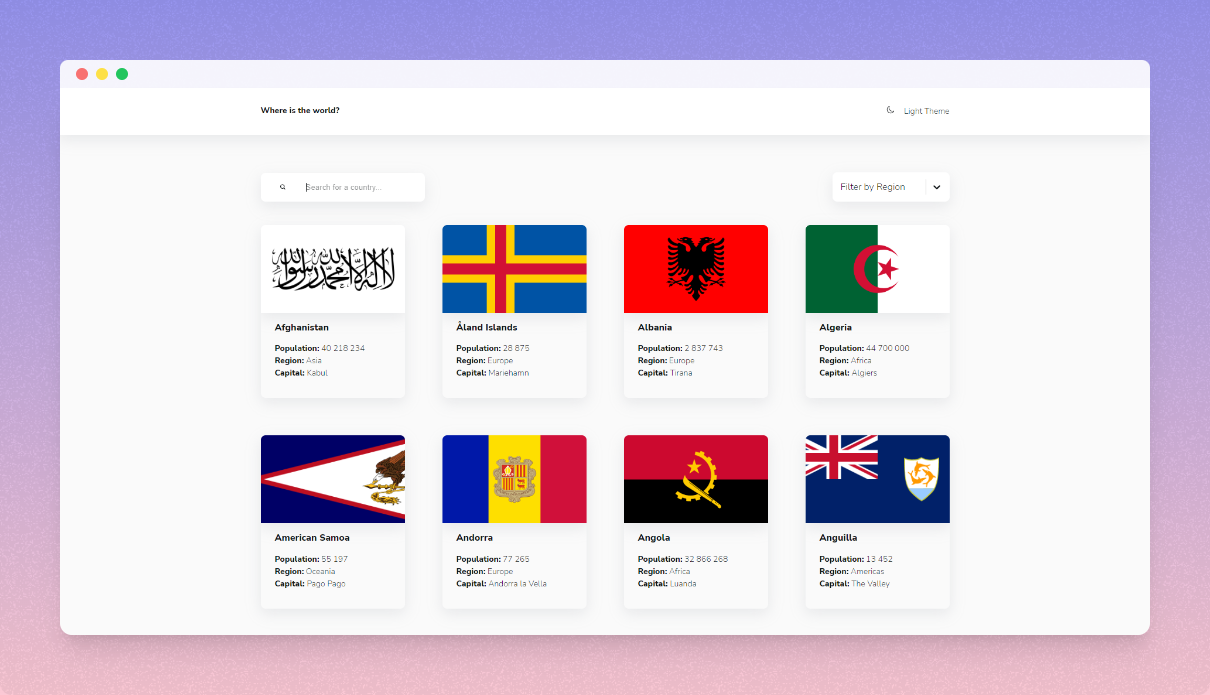 Where is the world?
Light Theme
Search for a country...
Filter by Region
لا إله إلا الله محمد رسول الله
Afghanistan
Population: 40 218 234
Region: Asia
Capital: Kabul
Åland Islands
Population: 28 875
Region: Europe
Capital: Mariehamn
Albania
Population: 2 837 743
Region: Europe
Capital: Tirana
Algeria
Population: 44 700 000
Region: Africa
Capital: Algiers
American Samoa
Population: 55 197
Region: Oceania
Capital: Pago Pago
Andorra
Population: 77 265
Region: Europe
Capital: Andorra la Vella
Angola
Population: 32 866 268
Region: Africa
Capital: Luanda
Anguilla
Population: 13 452
Region: Americas
Capital: The Valley